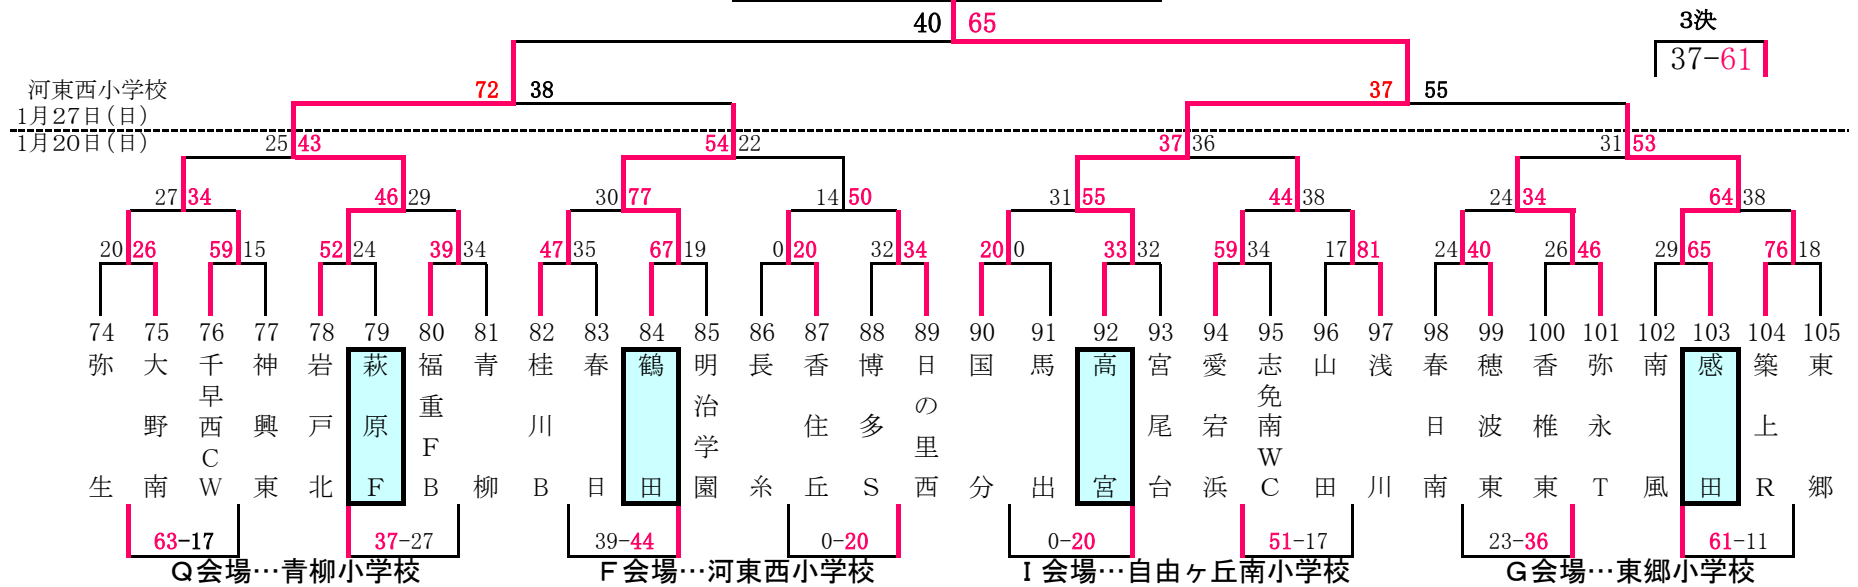 40 65
3決
37-61
72 38 37 55
河東西小学校
1月27日(日)
1月20日(日)
25 43 54 22 37 36 31 53
27 34 46 29 30 77 14 50 31 55 44 38 24 34 64 38
20 26 59 15 52 24 39 34 47 35 67 19 0 20 32 34 20 0 33 32 59 34 17 81 24 40 26 46 29 65 76 18
74 75 76 77 78 79 80 81 82 83 84 85 86 87 88 89 90 91 92 93 94 95 96 97 98 99 100 101 102 103 104 105
弥生
大野南
千早西CW
神興東
岩戸北
萩原F
福重FB
青柳
桂川B
春日
鶴田
明治学園
長糸
香住丘
博多S
日の里西
国分
馬出
高宮
宮尾台
愛宕浜
志免南WC
山田
浅川
春日南
穂波東
香椎東
弥永T
南風
感田
築上R
東郷
63-17 37-27 39-44 0-20 0-20 51-17 23-36 61-11
Q会場…青柳小学校 F会場…河東西小学校 I会場…自由ヶ丘南小学校 G会場…東郷小学校